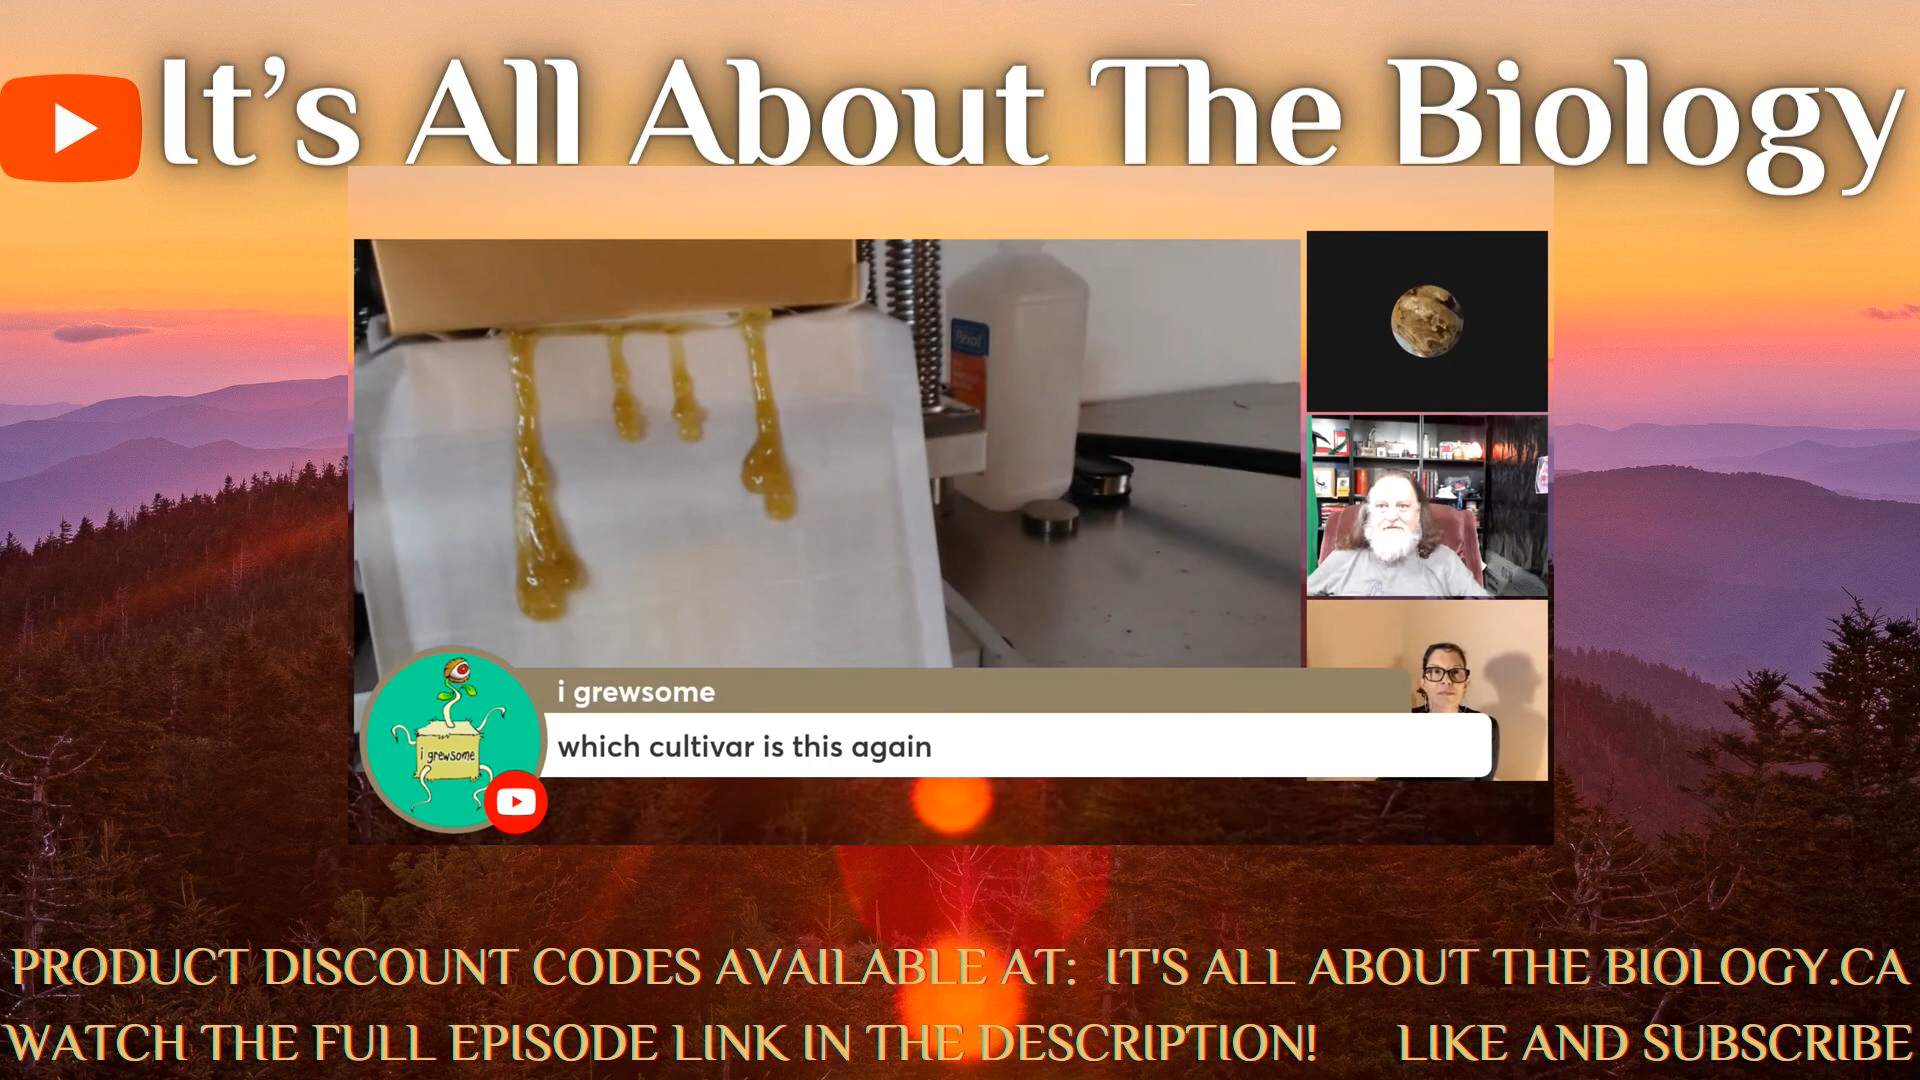 It's All About The Biology
Rexall
i grewsome
i grewsome
which cultivar is this again
PRODUCT DISCOUNT CODES AVAILABLE AT: IT'S ALL ABOUT THE BIOLOGY.CA
WATCH THE FULL EPISODE LINK IN THE DESCRIPTION! LIKE AND SUBSCRIBE